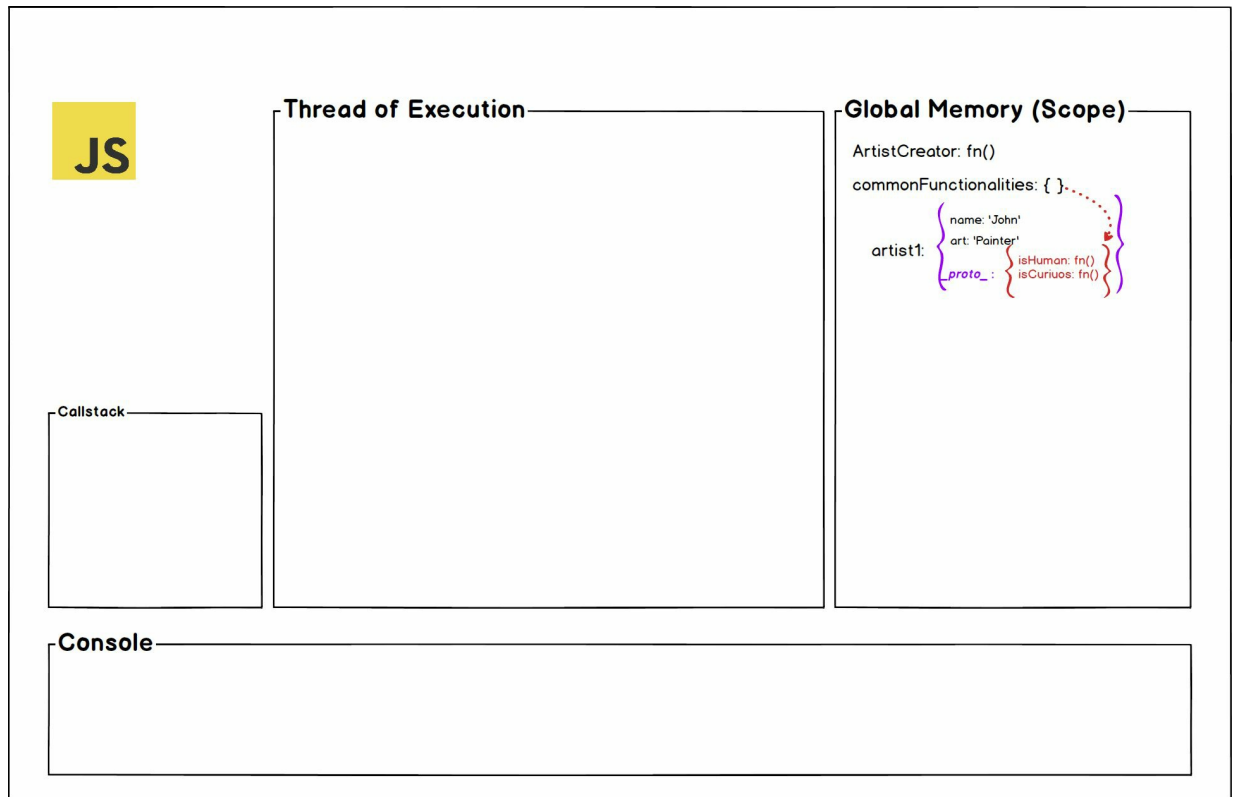 JS
Thread of Execution
Global Memory (Scope)
ArtistCreator: fn()
commonFunctionalities: { }
artist1:
name: 'John'
art: 'Painter'
_proto_ :
isHuman: fn()
isCuriuos: fn()
Callstack
Console